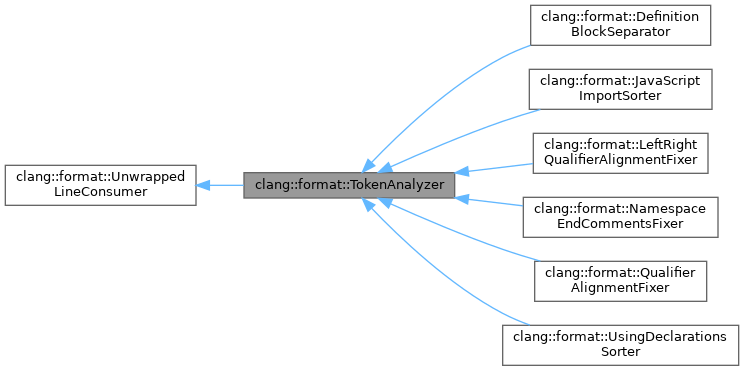 clang::format::Unwrapped
LineConsumer
clang::format::TokenAnalyzer
clang::format::Definition
BlockSeparator
clang::format::JavaScript
ImportSorter
clang::format::LeftRight
QualifierAlignmentFixer
clang::format::Namespace
EndCommentsFixer
clang::format::Qualifier
AlignmentFixer
clang::format::UsingDeclarations
Sorter